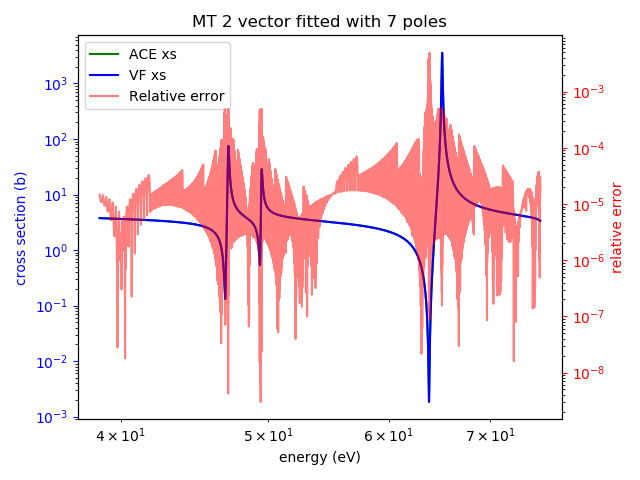 MT 2 vector fitted with 7 poles
ACE xs
VF xs
Relative error
cross section (b)
10³
10²
10¹
10⁰
10⁻¹
10⁻²
10⁻³
relative error
10⁻³
10⁻⁴
10⁻⁵
10⁻⁶
10⁻⁷
10⁻⁸
4 × 10¹
5 × 10¹
6 × 10¹
7 × 10¹
energy (eV)